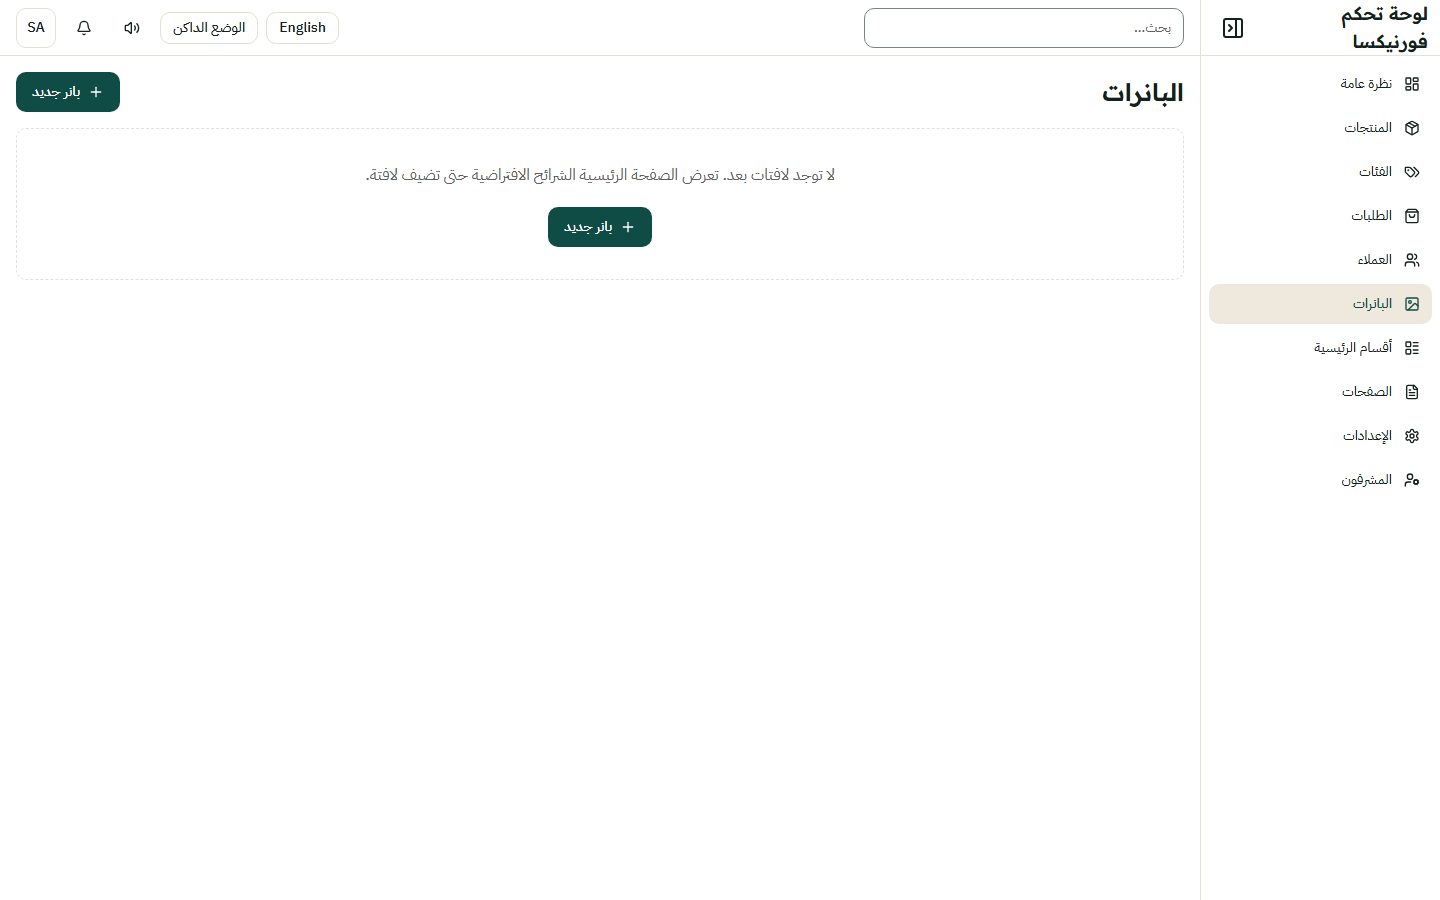 لوحة تحكم
فورنيكسا
بحث...
English
الوضع الداكن
SA
نظرة عامة
المنتجات
الفئات
الطلبات
العملاء
البانرات
أقسام الرئيسية
الصفحات
الإعدادات
المشرفون
البانرات
بانر جديد
لا توجد لافتات بعد. تعرض الصفحة الرئيسية الشرائح الافتراضية حتى تضيف لافتة.
بانر جديد